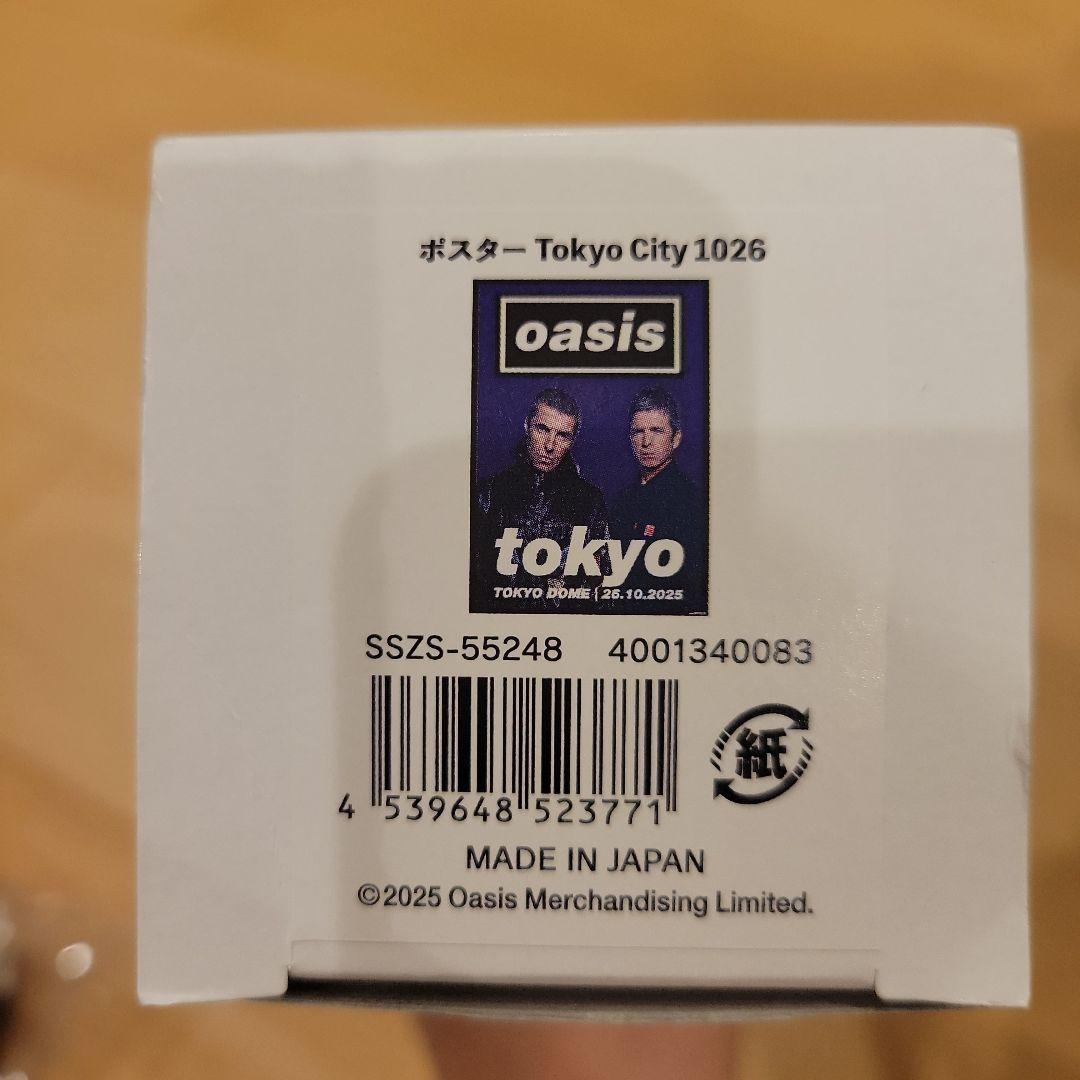 ポスター Tokyo City 1026
oasis
tokyo
TOKYO DOME | 26.10.2025
SSZS-55248 4001340083
4 539648 523771
紙
MADE IN JAPAN
©2025 Oasis Merchandising Limited.